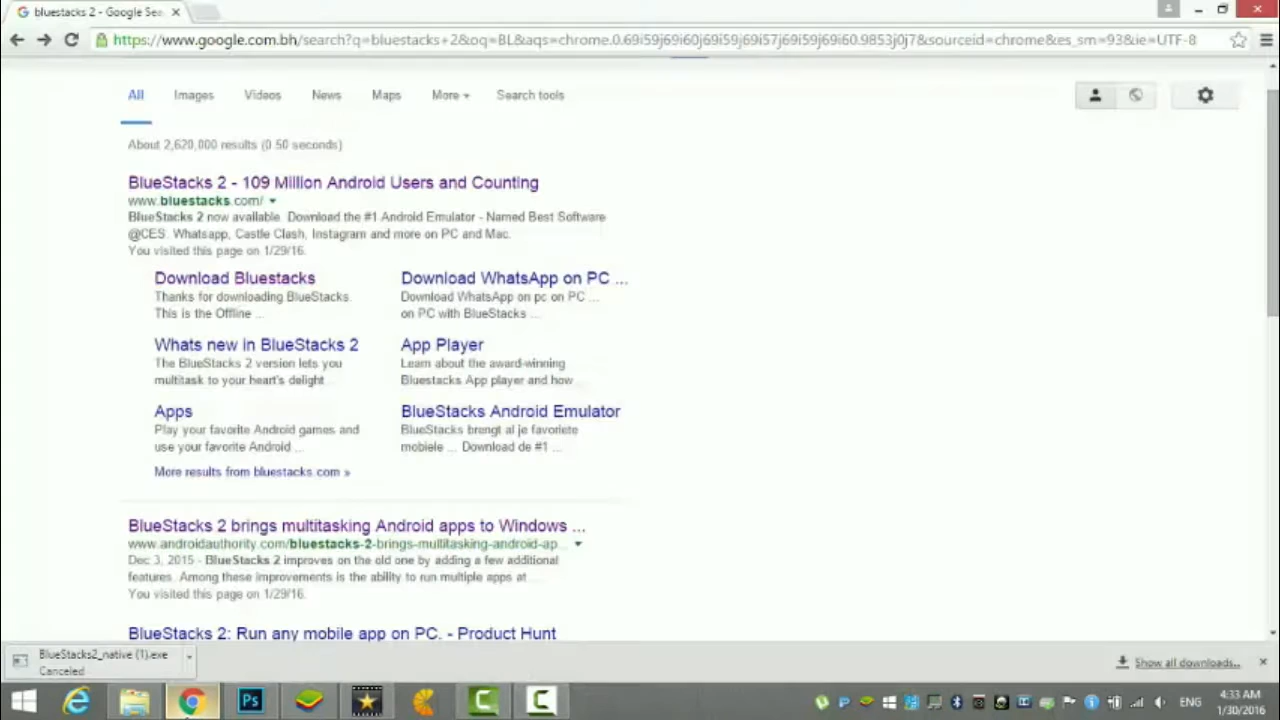 bluestacks 2 - Google Sea
https://www.google.com.bh/search?q=bluestacks+2&oq=BL&aqs=chrome.0.69i59j69i60j69i59j69i57j69i59j69i60.9853j0j7&sourceid=chrome&es_sm=93&ie=UTF-8
All Images Videos News Maps More Search tools
About 2,620,000 results (0.50 seconds)
BlueStacks 2 - 109 Million Android Users and Counting
www.bluestacks.com/
BlueStacks 2 now available. Download the #1 Android Emulator - Named Best Software
@CES. Whatsapp, Castle Clash, Instagram and more on PC and Mac.
You visited this page on 1/29/16.
Download Bluestacks
Thanks for downloading BlueStacks.
This is the Offline ...
Download WhatsApp on PC ...
Download WhatsApp on pc on PC ...
on PC with BlueStacks ...
Whats new in BlueStacks 2
The BlueStacks 2 version lets you
multitask to your heart's delight
App Player
Learn about the award-winning
Bluestacks App player and how
Apps
Play your favorite Android games and
use your favorite Android ...
BlueStacks Android Emulator
BlueStacks brengt al je favoriete
mobiele ... Download de #1 ...
More results from bluestacks.com »
BlueStacks 2 brings multitasking Android apps to Windows ...
www.androidauthority.com/bluestacks-2-brings-multitasking-android-ap...
Dec 3, 2015 - BlueStacks 2 improves on the old one by adding a few additional
features. Among these improvements is the ability to run multiple apps at
You visited this page on 1/29/16.
BlueStacks 2: Run any mobile app on PC. - Product Hunt
BlueStacks2_native (1).exe
Canceled
Show all downloads...
Ps
ENG
4:33 AM
1/30/2016